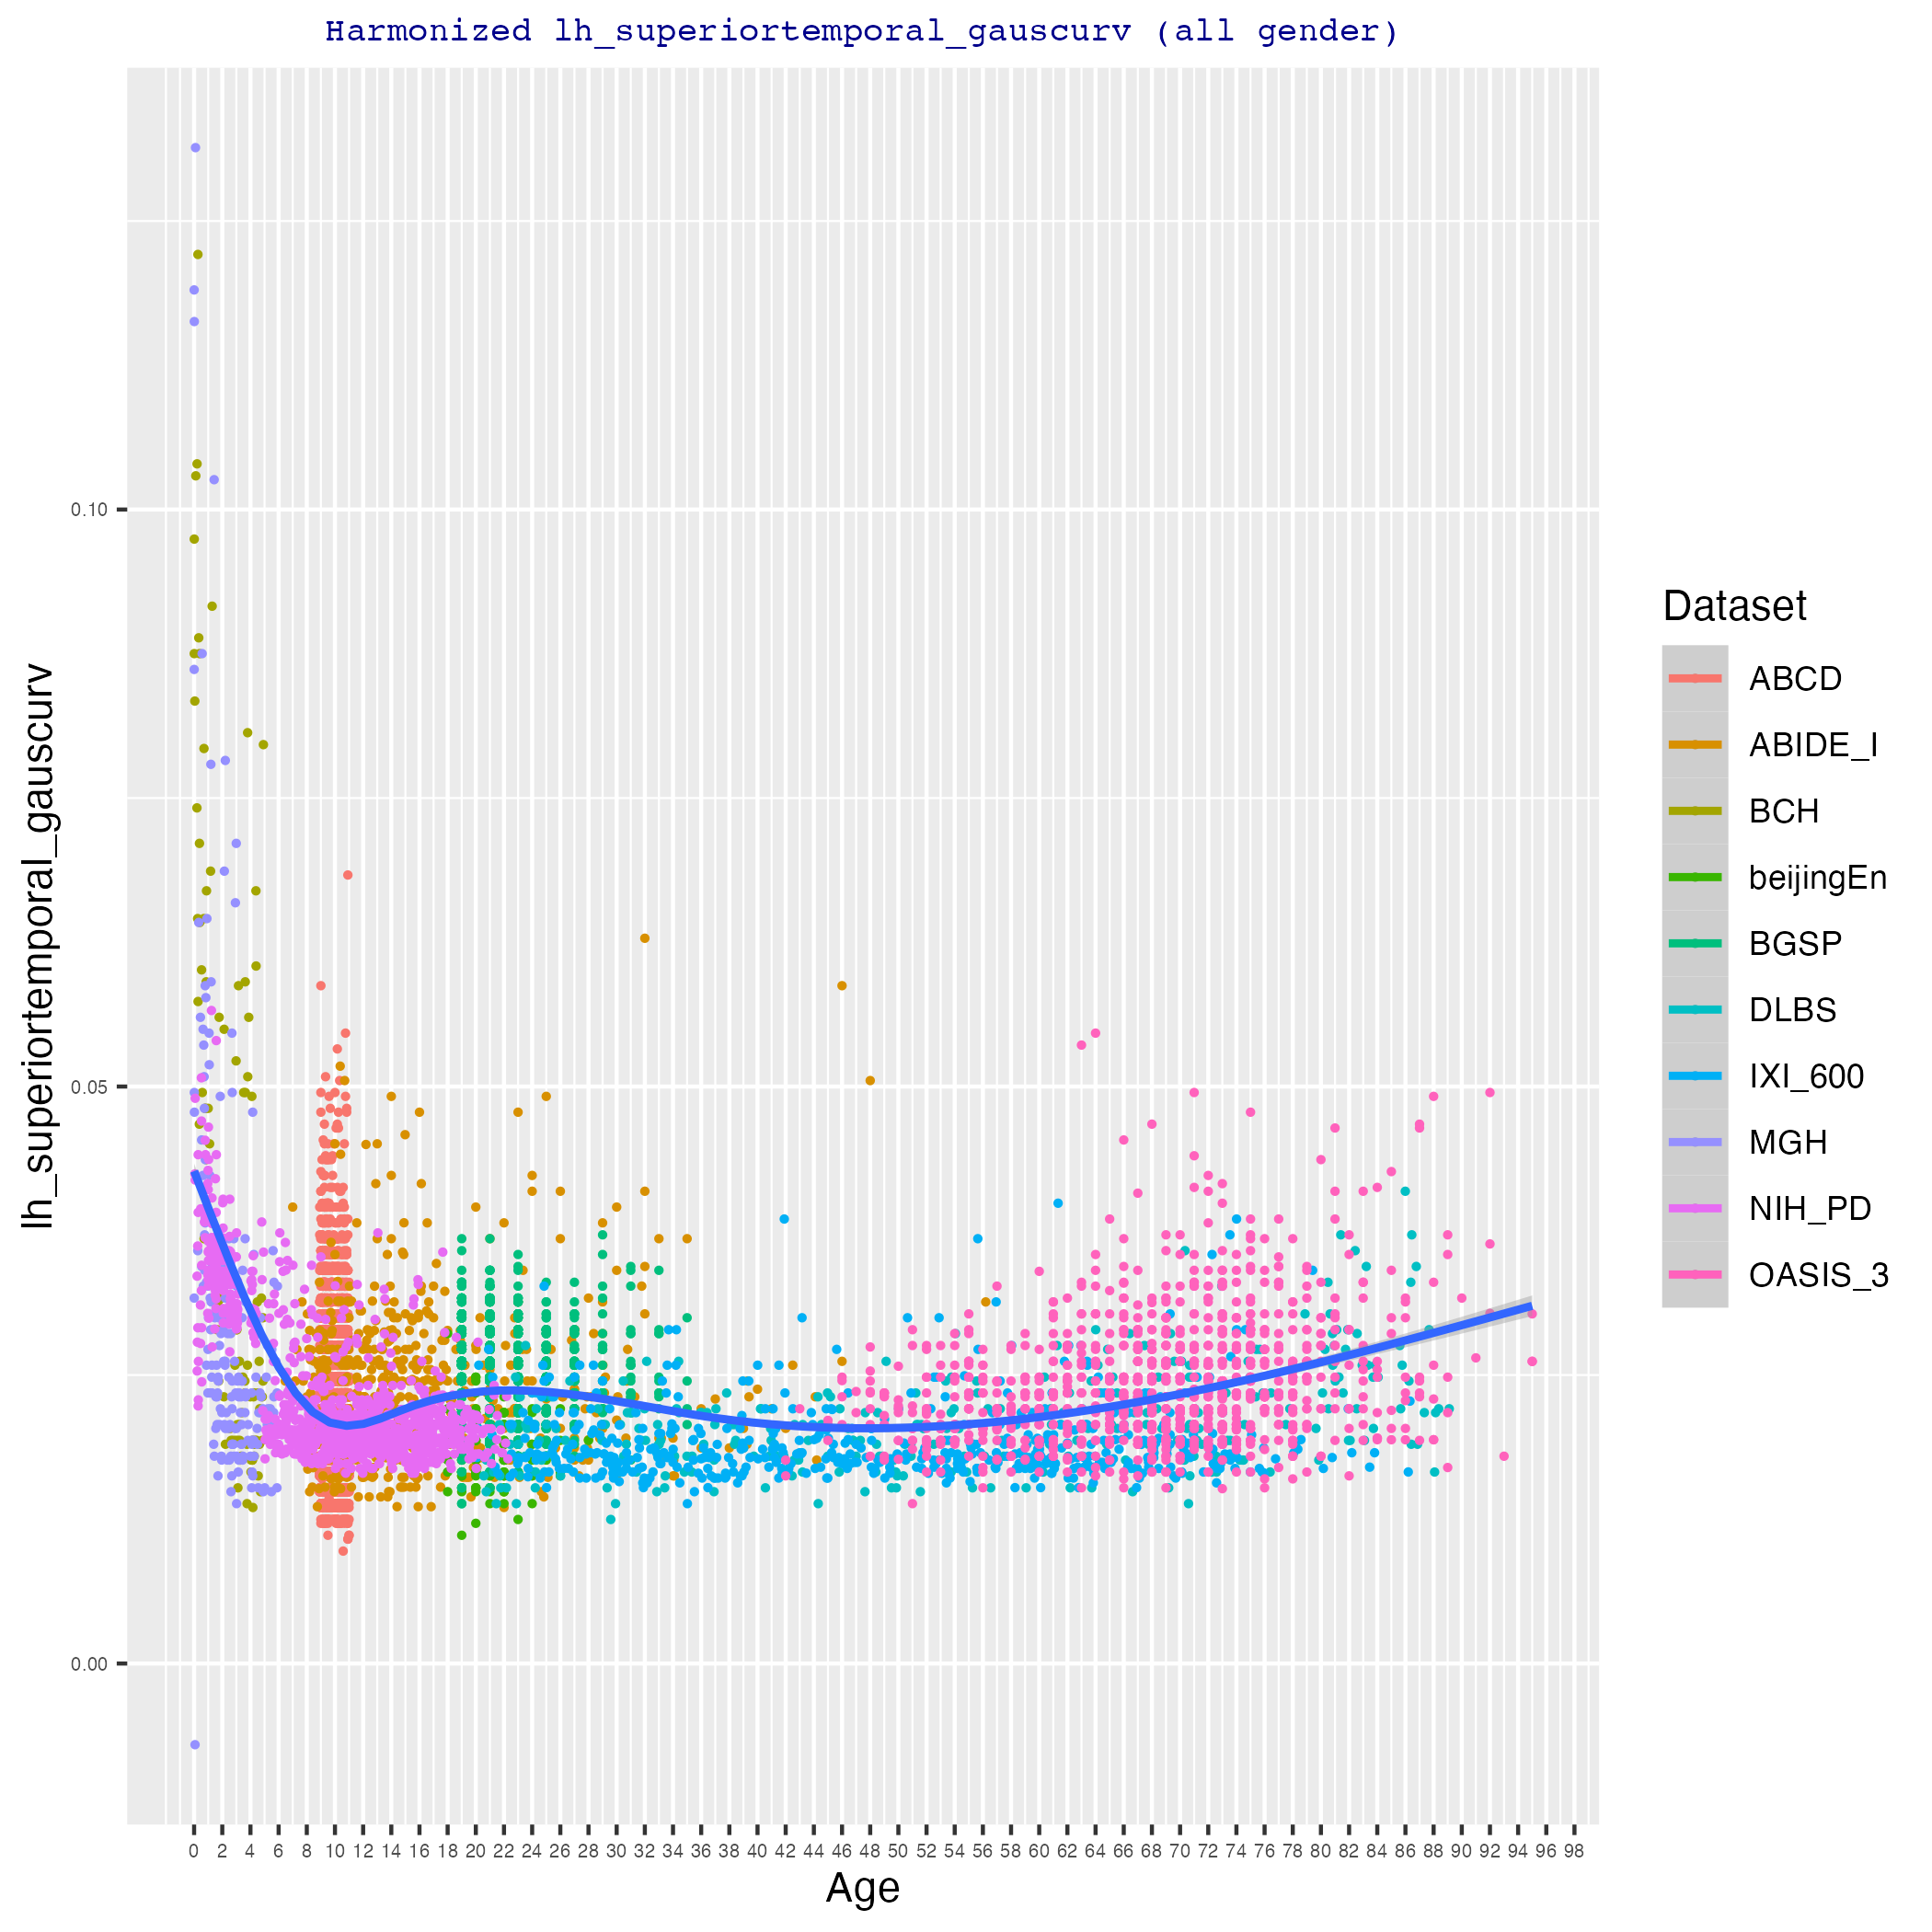 Harmonized lh_superiortemporal_gauscurv (all gender)
lh_superiortemporal_gauscurv
0.10
0.05
0.00
0 2 4 6 8 10 12 14 16 18 20 22 24 26 28 30 32 34 36 38 40 42 44 46 48 50 52 54 56 58 60 62 64 66 68 70 72 74 76 78 80 82 84 86 88 90 92 94 96 98
Age
Dataset
ABCD
ABIDE_I
BCH
beijingEn
BGSP
DLBS
IXI_600
MGH
NIH_PD
OASIS_3